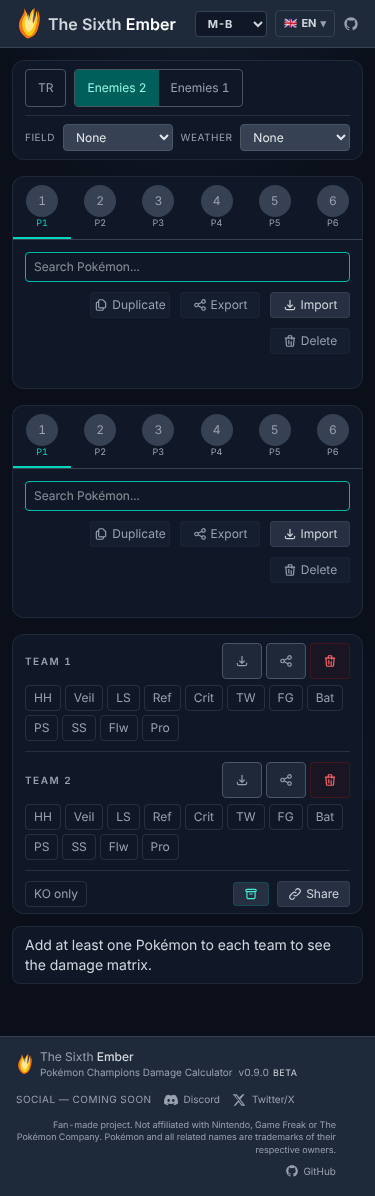 The Sixth Ember M-B 🇬🇧 EN ▾
TR Enemies 2 Enemies 1
FIELD None WEATHER None
1 2 3 4 5 6
P1 P2 P3 P4 P5 P6
Search Pokémon...
Duplicate Export Import
Delete
1 2 3 4 5 6
P1 P2 P3 P4 P5 P6
Search Pokémon...
Duplicate Export Import
Delete
TEAM 1
HH Veil LS Ref Crit TW FG Bat
PS SS Flw Pro
TEAM 2
HH Veil LS Ref Crit TW FG Bat
PS SS Flw Pro
KO only Share
Add at least one Pokémon to each team to see
the damage matrix.
The Sixth Ember
Pokémon Champions Damage Calculator v0.9.0 BETA
SOCIAL — COMING SOON Discord Twitter/X
Fan-made project. Not affiliated with Nintendo, Game Freak or The
Pokémon Company. Pokémon and all related names are trademarks of their
respective owners.
GitHub